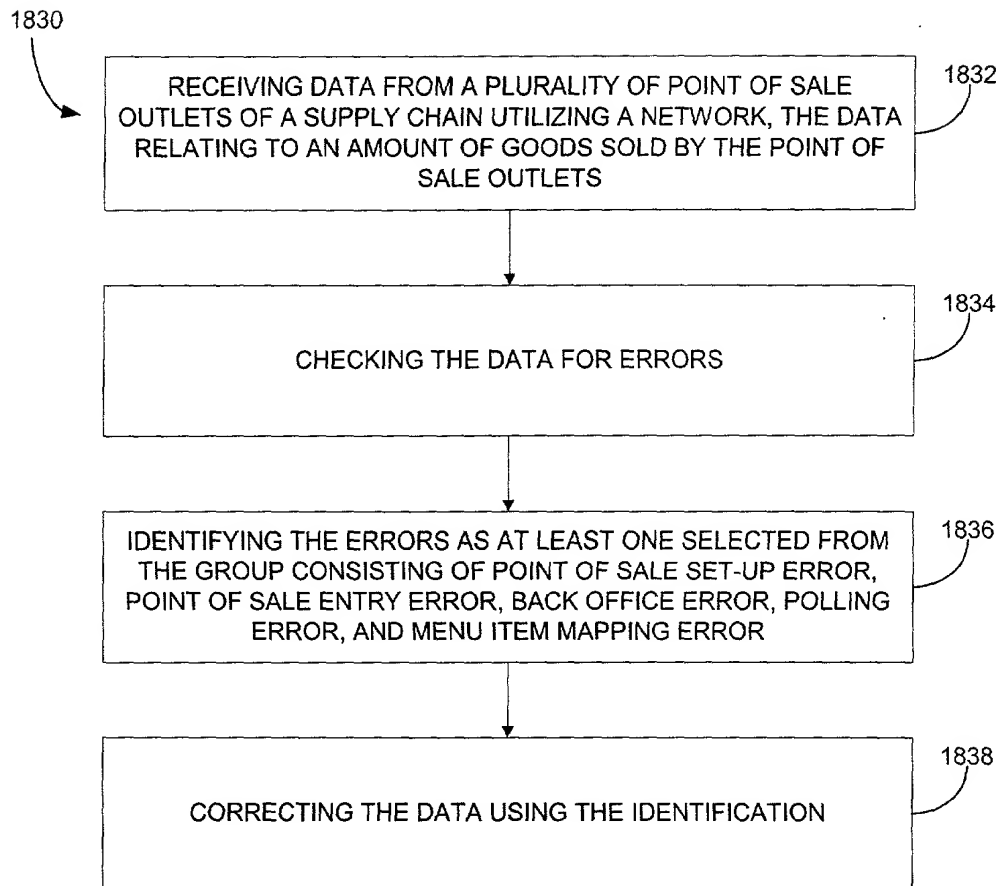 1830
RECEIVING DATA FROM A PLURALITY OF POINT OF SALE
OUTLETS OF A SUPPLY CHAIN UTILIZING A NETWORK, THE DATA
RELATING TO AN AMOUNT OF GOODS SOLD BY THE POINT OF
SALE OUTLETS
1832
CHECKING THE DATA FOR ERRORS
1834
IDENTIFYING THE ERRORS AS AT LEAST ONE SELECTED FROM
THE GROUP CONSISTING OF POINT OF SALE SET-UP ERROR,
POINT OF SALE ENTRY ERROR, BACK OFFICE ERROR, POLLING
ERROR, AND MENU ITEM MAPPING ERROR
1836
CORRECTING THE DATA USING THE IDENTIFICATION
1838